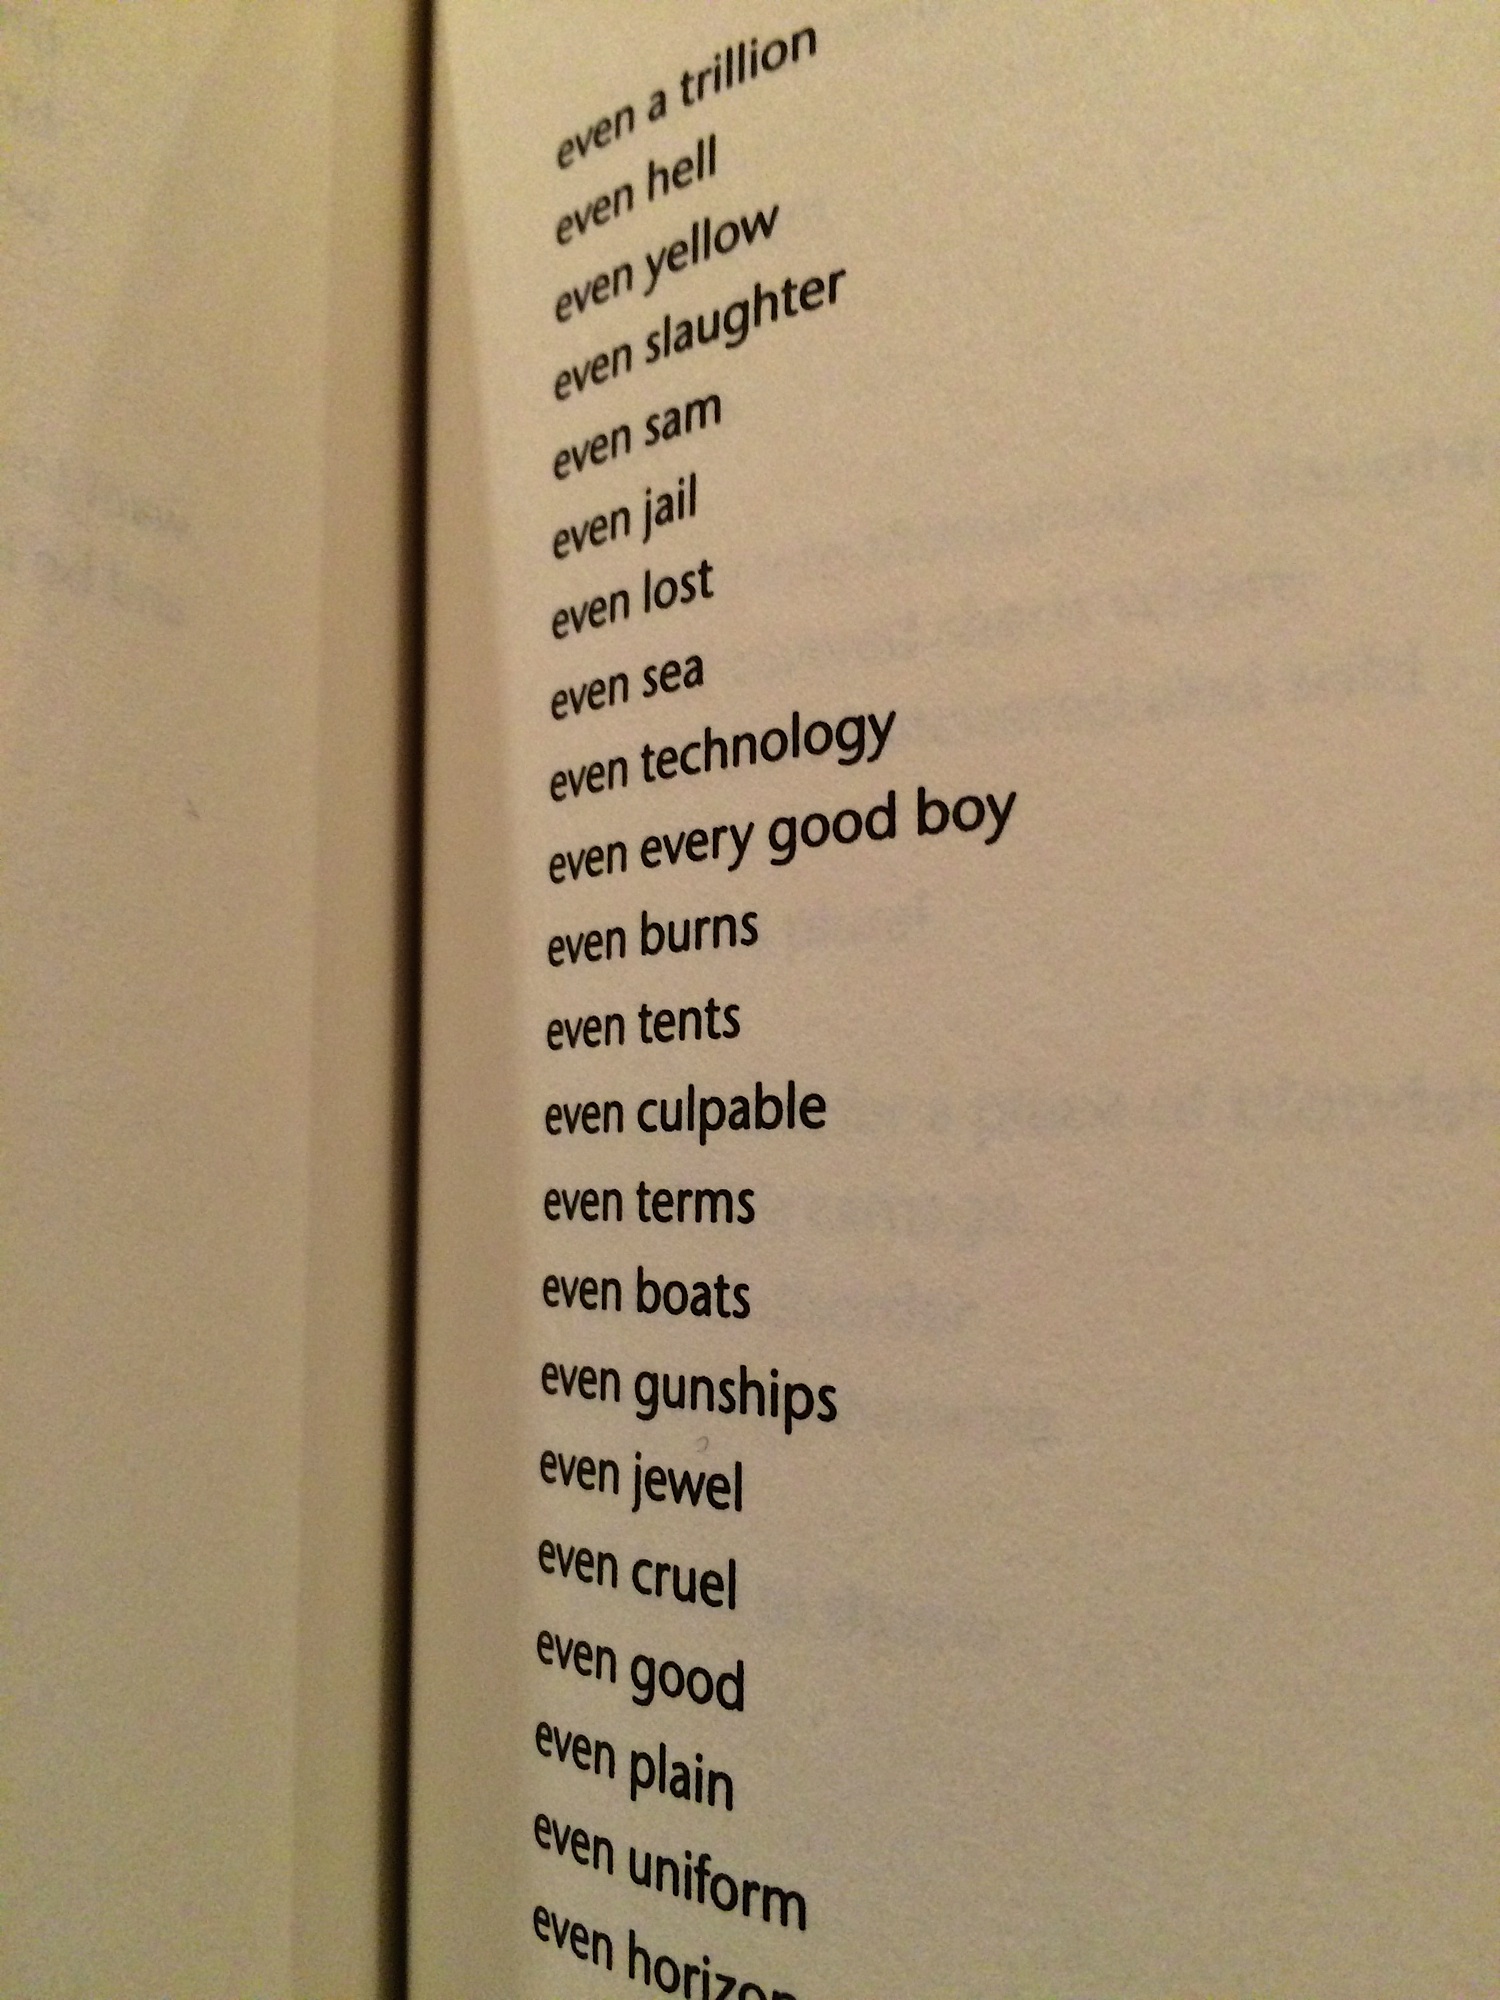 even a trillion
even hell
even yellow
even slaughter
even sam
even jail
even lost
even sea
even technology
even every good boy
even burns
even tents
even culpable
even terms
even boats
even gunships
even jewel
even cruel
even good
even plain
even uniform
even horizon